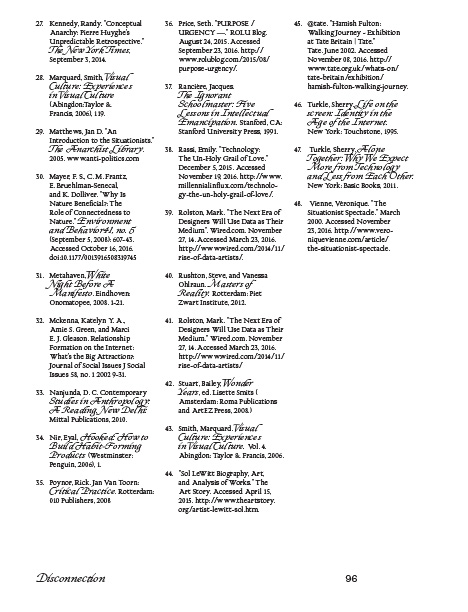 27. Kennedy, Randy. "Conceptual
Anarchy: Pierre Huyghe's
Unpredictable Retrospective."
The New York Times,
September 3, 2014.
28. Marquard, Smith, Visual
Culture: Experiences
in Visual Culture
(Abingdon:Taylor &
Francis, 2006), 119.
29. Matthews, Jan D. "An
Introduction to the Situationists."
The Anarchist Library.
2005. ww.wanti-politics.com
30. Mayer, F. S., C. M. Frantz,
E. Bruehlman-Senecal,
and K. Dolliver. "Why Is
Nature Beneficial?: The
Role of Connectedness to
Nature." Environment
and Behavior41, no. 5
(September 5, 2008): 607-43.
Accessed October 16, 2016.
doi:10.1177/0013916508319745
31. Metahaven, White
Night Before A
Manifesto. Eindhoven:
Onomatopee, 2008. 1-21.
32. Mckenna, Katelyn Y. A.,
Amie S. Green, and Marci
E. J. Gleason. Relationship
Formation on the Internet:
What's the Big Attraction?:
Journal of Social Issues J Social
Issues 58, no. 1 2002 9-31.
33. Nanjunda, D. C. Contemporary
Studies in Anthropology:
A Reading. New Delhi:
Mittal Publications, 2010.
34. Nir, Eyal, Hooked: How to
Build Habit-Forming
Products (Westminster:
Penguin, 2006), 1.
35. Poynor, Rick. Jan Van Toorn:
Critical Practice. Rotterdam:
010 Publishers, 2008
36. Price, Seth. "PURPOSE /
URGENCY —." ROLU Blog.
August 24, 2015. Accessed
September 23, 2016. http://
www.rolublog.com/2015/08/
purpose-urgency/.
37. Rancière, Jacques.
The Ignorant
Schoolmaster: Five
Lessons in Intellectual
Emancipation. Stanford, CA:
Stanford University Press, 1991.
38. Rassi, Emily. "Technology:
The Un-Holy Grail of Love."
December 5, 2015. Accessed
November 19, 2016. http://www.
millennialinflux.com/technolo-
gy-the-un-holy-grail-of-love/.
39. Rolston, Mark. "The Next Era of
Designers Will Use Data as Their
Medium". Wired.com. November
27, 14. Accessed March 23, 2016.
http://www.wired.com/2014/11/
rise-of-data-artists/.
40. Rushton, Steve, and Vanessa
Ohlraun. Masters of
Reality. Rotterdam: Piet
Zwart Institute, 2012.
41. Rolston, Mark. "The Next Era of
Designers Will Use Data as Their
Medium." Wired.com. November
27, 14. Accessed March 23, 2016.
http://www.wired.com/2014/11/
rise-of-data-artists/
42. Stuart, Bailey, Wonder
Years, ed. Lisette Smits (
Amsterdam: Roma Publications
and ArtEZ Press, 2008.)
43. Smith, Marquard. Visual
Culture: Experiences
in Visual Culture. Vol. 4.
Abingdon: Taylor & Francis, 2006.
44. "Sol LeWitt Biography, Art,
and Analysis of Works." The
Art Story. Accessed April 15,
2015. http://www.theartstory.
org/artist-lewitt-sol.htm.
45. @tate. "Hamish Fulton:
Walking Journey - Exhibition
at Tate Britain | Tate."
Tate. June 2002. Accessed
November 08, 2016. http://
www.tate.org.uk/whats-on/
tate-britain/exhibition/
hamish-fulton-walking-journey.
46. Turkle, Sherry. Life on the
screen: Identity in the
Age of the Internet.
New York: Touchstone, 1995.
47. Turkle, Sherry. Alone
Together: Why We Expect
More from Technology
and Less from Each Other.
New York: Basic Books, 2011.
48. Vienne, Véronique. "The
Situationist Spectacle." March
2000. Accessed November
23, 2016. http://www.vero-
niquevienne.com/article/
the-situationist-spectacle.
Disconnection
96